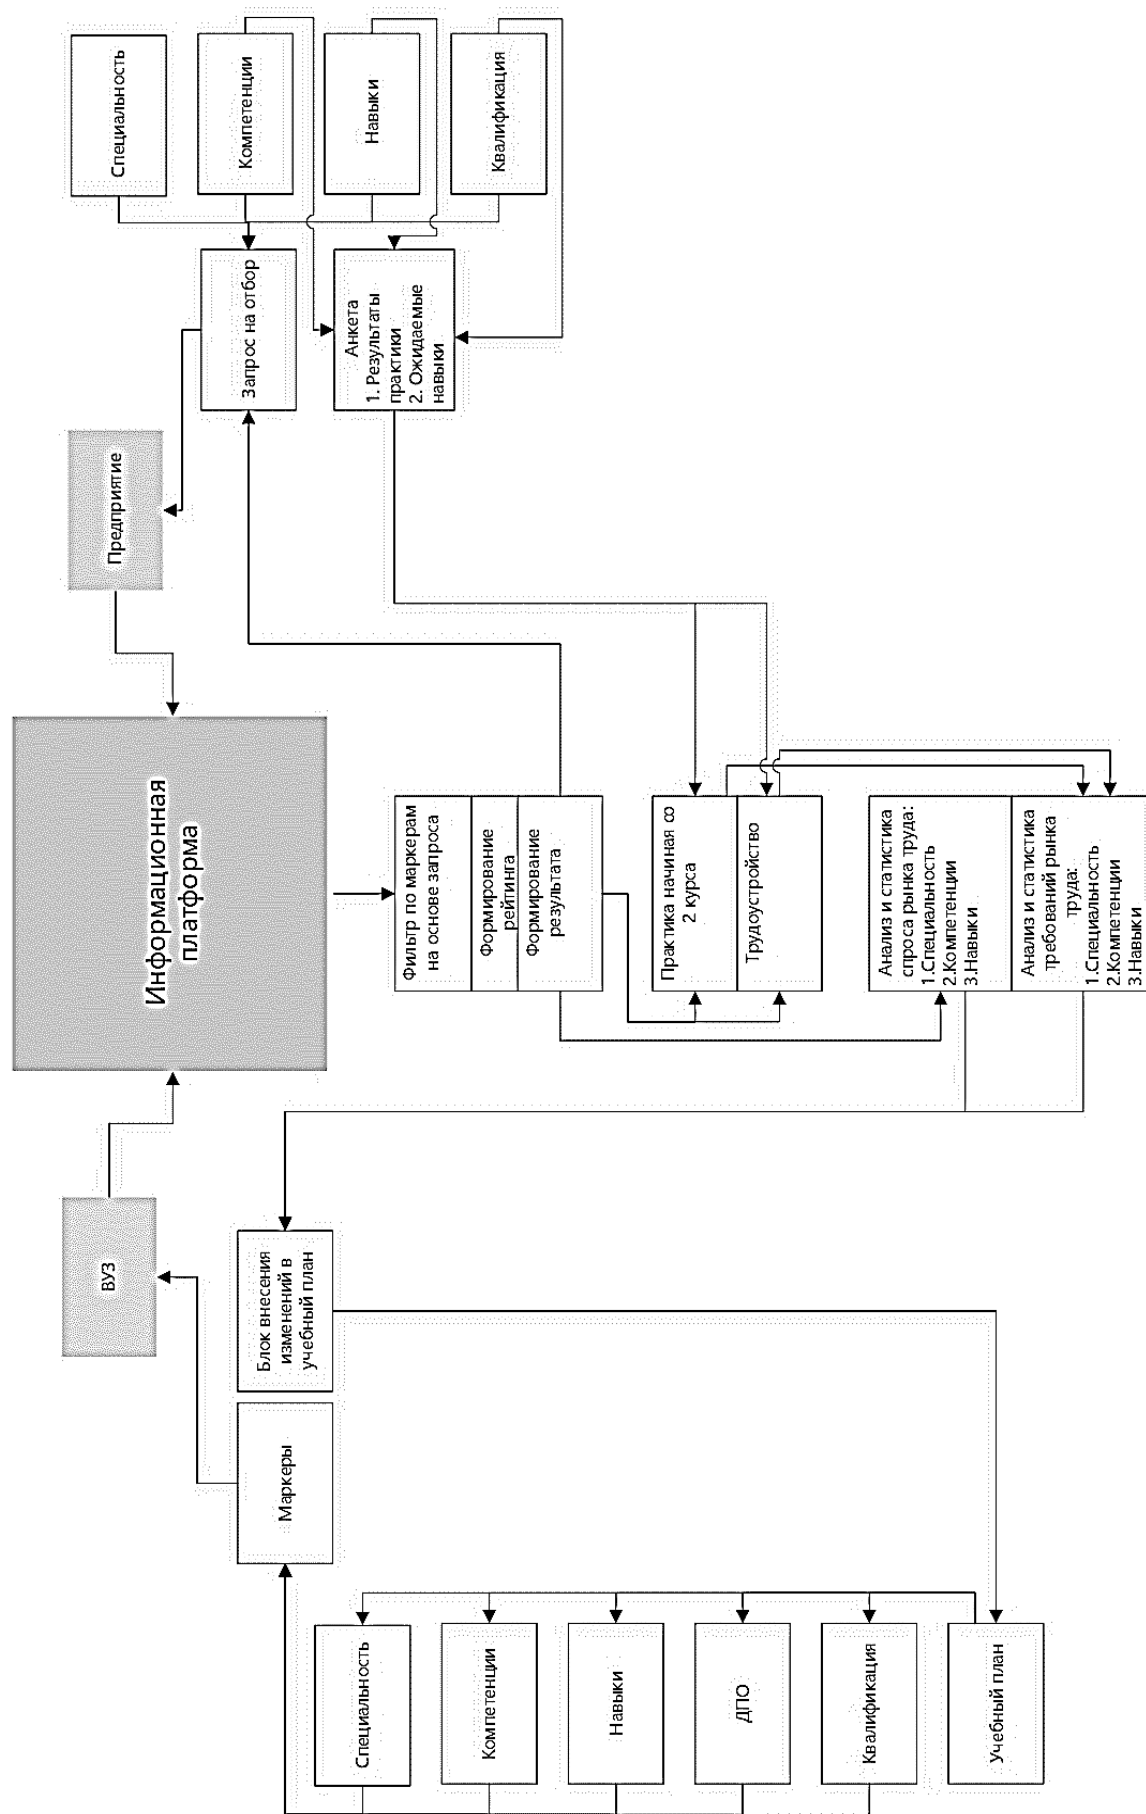 Информационная
платформа
ВУЗ
Предприятие
Маркеры
Блок внесения
изменений в
учебный план
Запрос на отбор
Специальность
Специальность
Компетенции
Навыки
ДПО
Квалификация
Учебный план
Фильтр по маркерам
на основе запроса
Формирование
рейтинга
Формирование
результата
Практика начиная со
2 курса
Трудоустройство
Анализ и статистика
спроса рынка труда:
1.Специальность
2.Компетенции
3.Навыки
Анализ и статистика
требований рынка
труда:
1.Специальность
2.Компетенции
3.Навыки
Анкета
1. Результаты
практики
2. Ожидаемые
навыки
Компетенции
Навыки
Квалификация